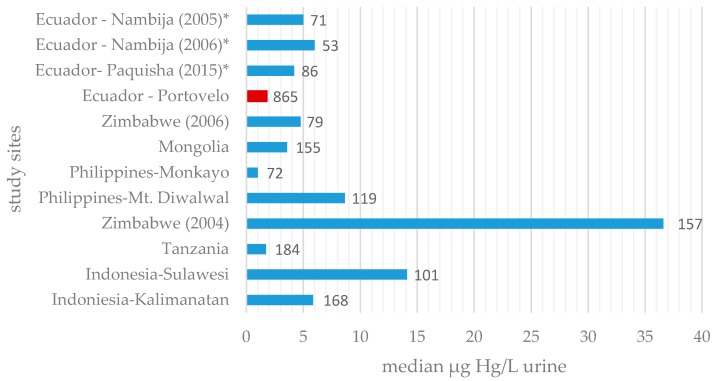 Ecuador - Nambija (2005)* 71
Ecuador - Nambija (2006)* 53
Ecuador- Paquisha (2015)* 86
Ecuador - Portovelo 865
Zimbabwe (2006) 79
Mongolia 155
Philippines-Monkayo 72
Philippines-Mt. Diwalwal 119
Zimbabwe (2004) 157
Tanzania 184
Indonesia-Sulawesi 101
Indoniesia-Kalimanatan 168
study sites
0 5 10 15 20 25 30 35 40
median μg Hg/L urine